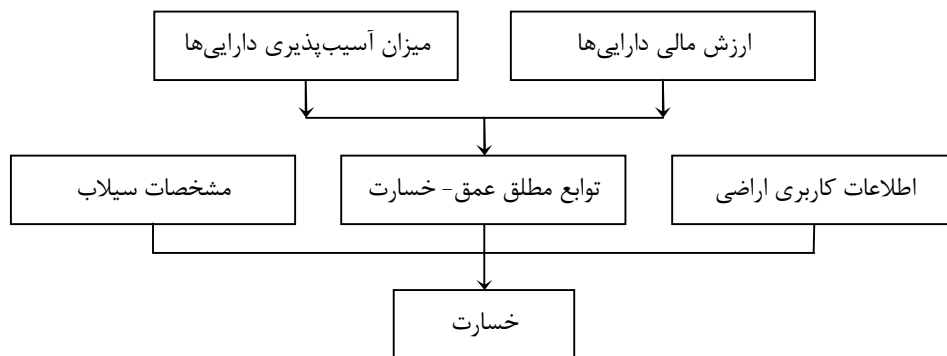 ارزش مالی دارایی‌ها
میزان آسیب‌پذیری دارایی‌ها
اطلاعات کاربری اراضی
توابع مطلق عمق- خسارت
مشخصات سیلاب
خسارت